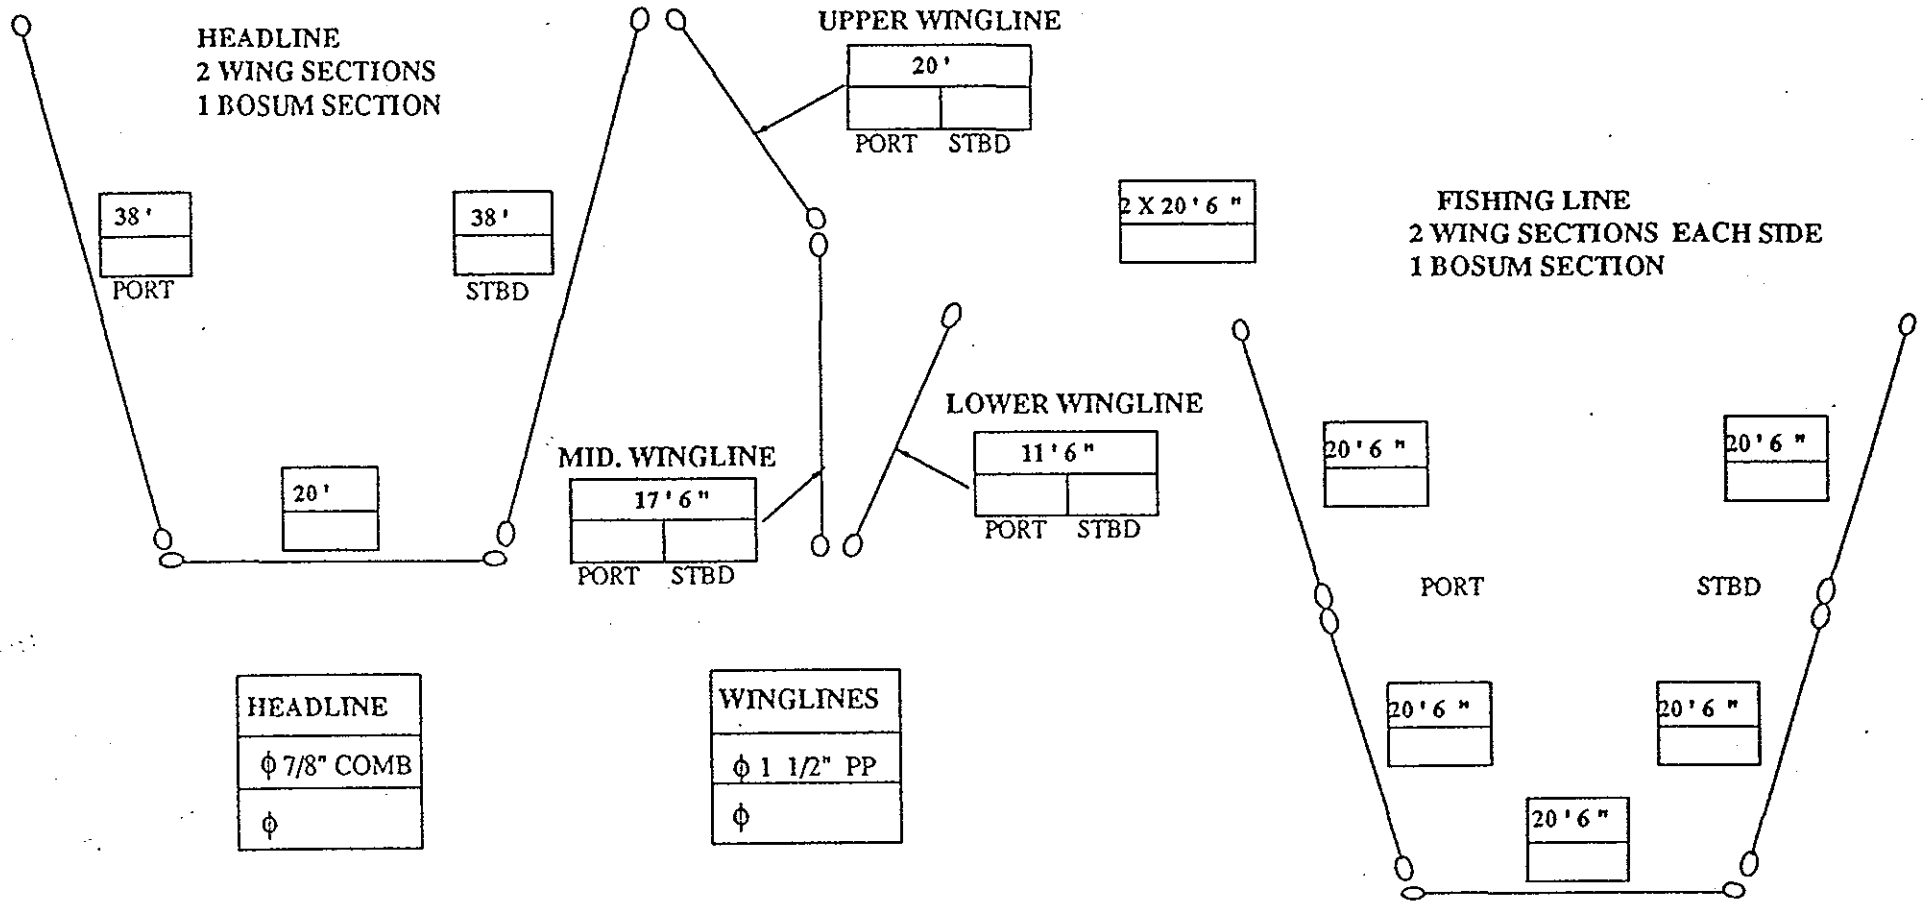 HEADLINE
2 WING SECTIONS
1 BOSUM SECTION
38'
PORT
38'
STBD
20'
UPPER WINGLINE
20'
PORT STBD
MID. WINGLINE
17'6"
PORT STBD
LOWER WINGLINE
11'6"
PORT STBD
2 X 20'6 "
FISHING LINE
2 WING SECTIONS EACH SIDE
1 BOSUM SECTION
20'6 "
20'6 "
PORT
STBD
20'6 "
20'6 "
20'6 "
HEADLINE
ϕ 7/8" COMB
ϕ
WINGLINES
ϕ 1 1/2" PP
ϕ